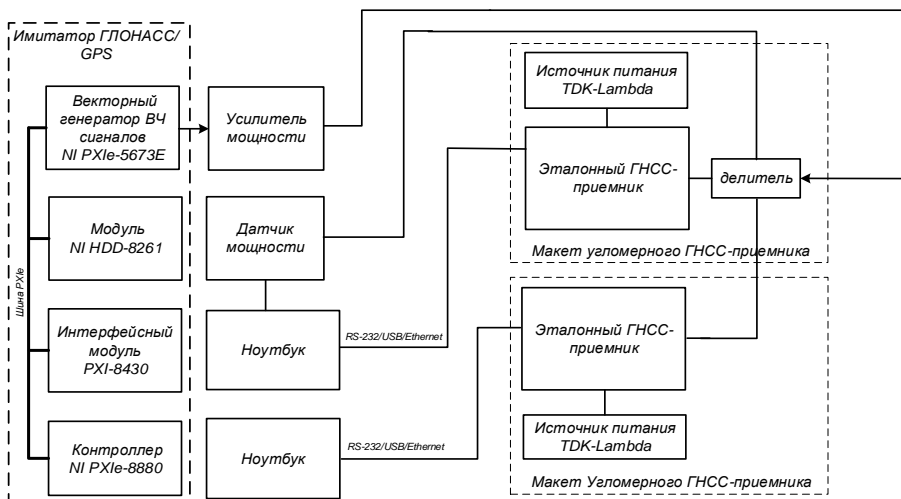 Имитатор ГЛОНАСС/
GPS
Векторный
генератор ВЧ
сигналов
NI PXIe-5673E
Модуль
NI HDD-8261
Интерфейсный
модуль
PXI-8430
Контроллер
NI PXIe-8880
Шина PXIe
Усилитель
мощности
Датчик
мощности
Ноутбук
RS-232/USB/Ethernet
Ноутбук
RS-232/USB/Ethernet
Источник питания
TDK-Lambda
Эталонный ГНСС-
приемник
делитель
Макет угломерного ГНСС-приемника
Эталонный ГНСС-
приемник
Источник питания
TDK-Lambda
Макет Угломерного ГНСС-приемника